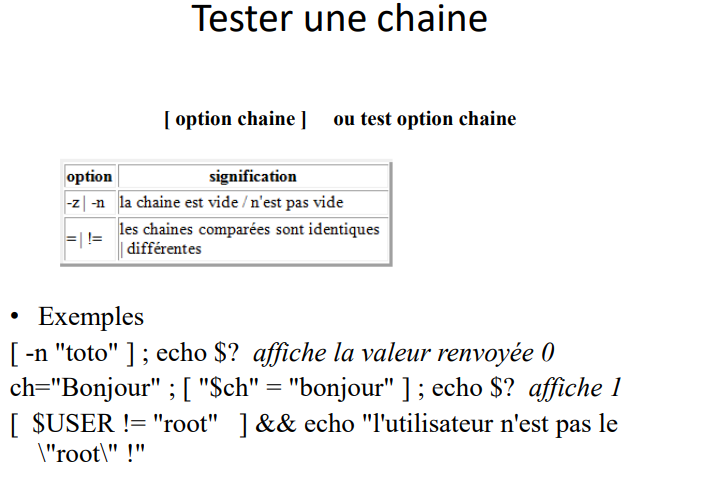 Tester une chaine
[ option chaine ] ou test option chaine
option signification
-z| -n la chaine est vide / n'est pas vide
=| != les chaines comparées sont identiques
| différentes
• Exemples
[ -n "toto" ] ; echo $? affiche la valeur renvoyée 0
ch="Bonjour" ; [ "$ch" = "bonjour" ] ; echo $? affiche 1
[ $USER != "root" ] && echo "l'utilisateur n'est pas le
\"root\" !"